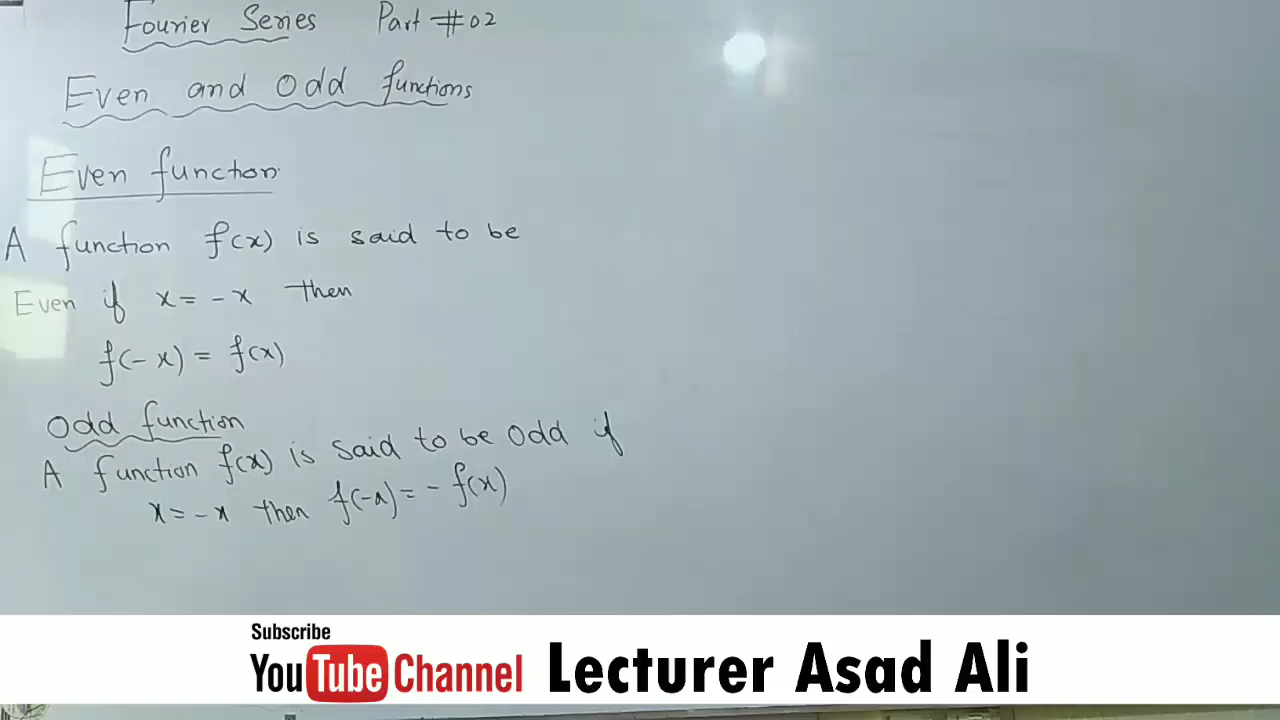 Fourier Series Part #02
Even and Odd functions
Even function
A function f(x) is said to be
Even if x = -x then
f(-x) = f(x)
Odd function
A function f(x) is said to be Odd if
x = -x then f(-x) = - f(x)
Subscribe
YouTube Channel Lecturer Asad Ali